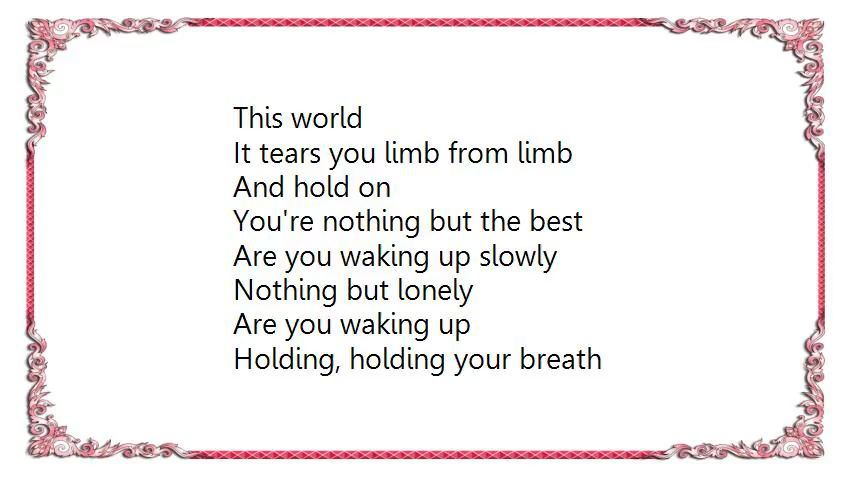 This world
It tears you limb from limb
And hold on
You're nothing but the best
Are you waking up slowly
Nothing but lonely
Are you waking up
Holding, holding your breath